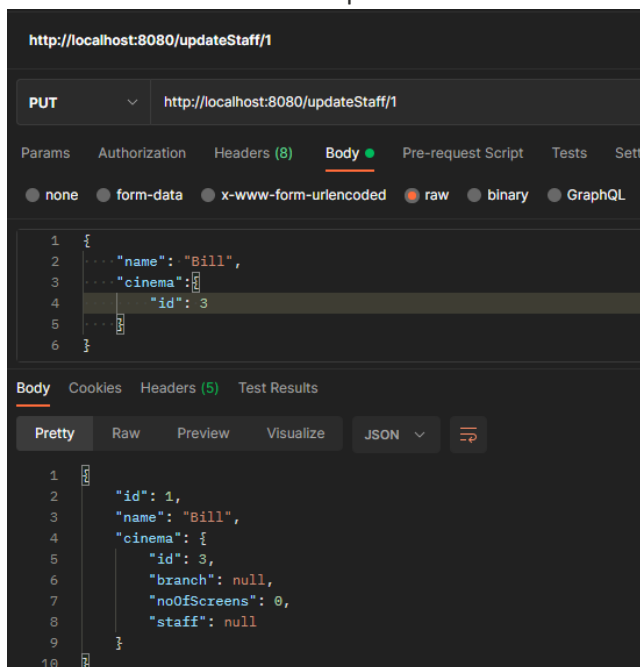 http://localhost:8080/updateStaff/1
PUT http://localhost:8080/updateStaff/1
Params Authorization Headers (8) Body Pre-request Script Tests Sett
none form-data x-www-form-urlencoded raw binary GraphQL
1 {
2 "name": "Bill",
3 "cinema":{
4 "id": 3
5 }
6 }
Body Cookies Headers (5) Test Results
Pretty Raw Preview Visualize JSON
1 {
2 "id": 1,
3 "name": "Bill",
4 "cinema": {
5 "id": 3,
6 "branch": null,
7 "noOfScreens": 0,
8 "staff": null
9 }
10 }